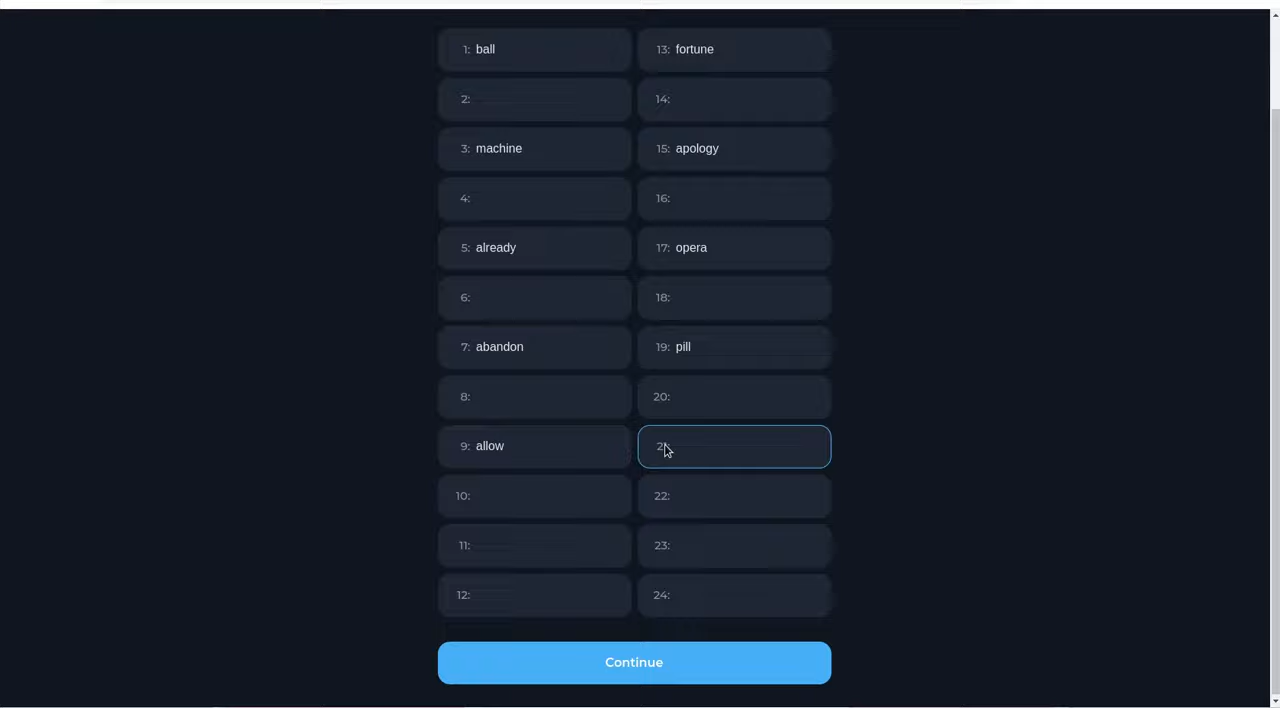 1: ball
2:
3: machine
4:
5: already
6:
7: abandon
8:
9: allow
10:
11:
12:
13: fortune
14:
15: apology
16:
17: opera
18:
19: pill
20:
22:
23:
24:
Continue